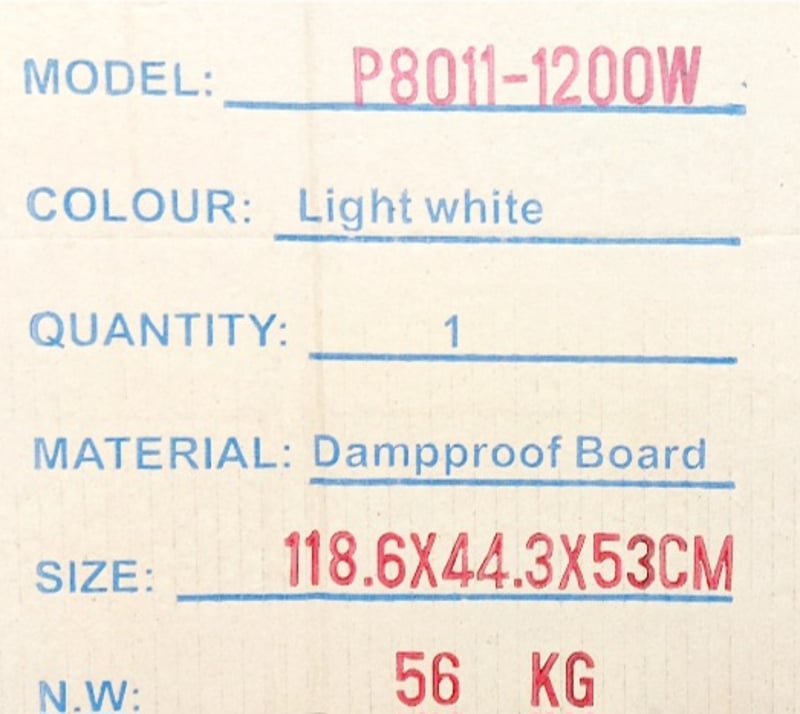 MODEL: P8011-1200W
COLOUR: Light white
QUANTITY: 1
MATERIAL: Dampproof Board
SIZE: 118.6X44.3X53CM
N.W: 56 KG